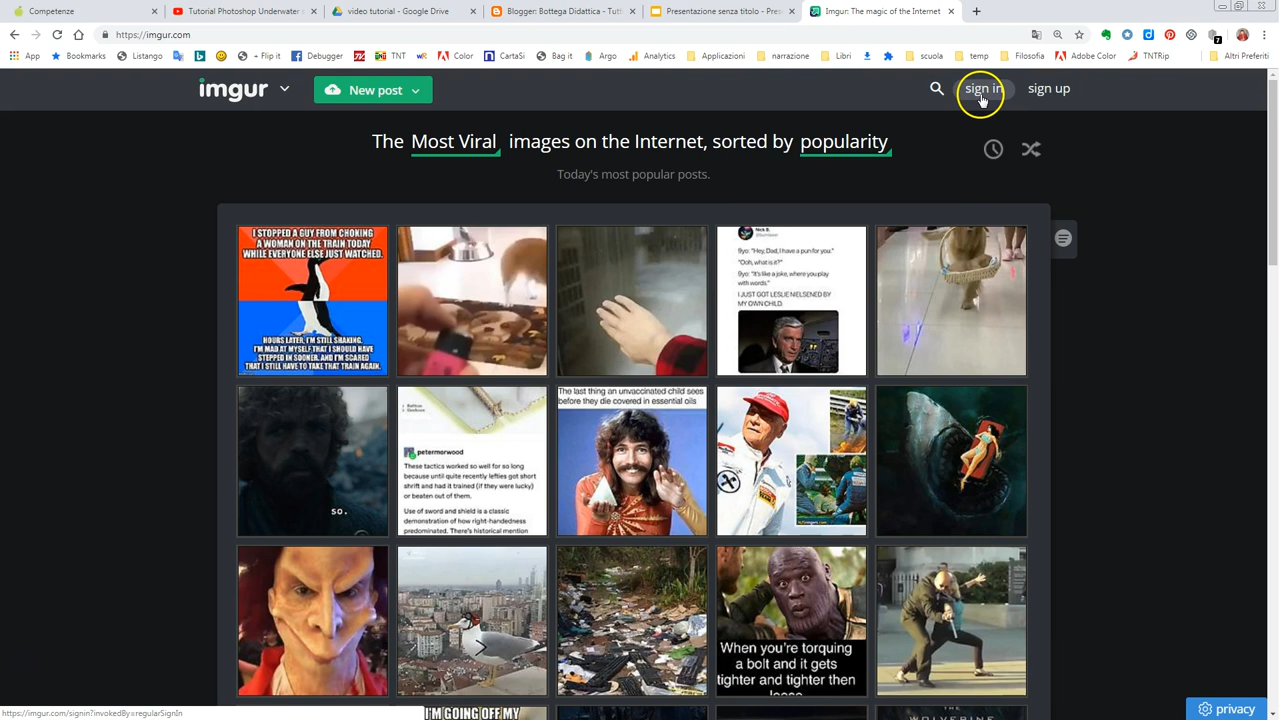 Competenze
Tutorial Photoshop Underwater s
video tutorial - Google Drive
Blogger: Bottega Didattica - Tutt
Presentazione senza titolo - Pres
Imgur: The magic of the Internet
https://imgur.com
App
Bookmarks
Listango
+ Flip it
Debugger
TNT
Color
CartaSi
Bag it
Argo
Analytics
Applicazioni
narrazione
Libri
scuola
temp
Filosofia
Adobe Color
TNTRip
Altri Preferiti
imgur
New post
sign in
sign up
The Most Viral images on the Internet, sorted by popularity
Today's most popular posts.
I STOPPED A GUY FROM CHOKING
A WOMAN ON THE TRAIN TODAY
WHILE EVERYONE ELSE JUST WATCHED.
HOURS LATER, I'M STILL SHAKING.
I'M MAD AT MYSELF THAT I SHOULD HAVE
STEPPED IN SOONER. AND I'M SCARED
THAT I STILL HAVE TO TAKE THAT TRAIN AGAIN.
Nick B.
9yo: "Hey, Dad, I have a pun for you."
"Ooh, what is it?"
9yo: "It's like a joke, where you play
with words."
I JUST GOT LESLIE NIELSENED BY
MY OWN CHILD.
so.
petermorwood
These tactics worked so well for so long
because until quite recently lefties got short
shrift and had it trained (if they were lucky)
or beaten out of them.
Use of sword and shield is a classic
demonstration of how right-handedness
predominated. There's historical mention
The last thing an unvaccinated child sees
before they die covered in essential oils
When you're torquing
a bolt and it gets
tighter and tighter then
loose
I'M GOING OFF MY
THE
WOLVERINE
https://imgur.com/signin?invokedBy=regularSignIn
privacy